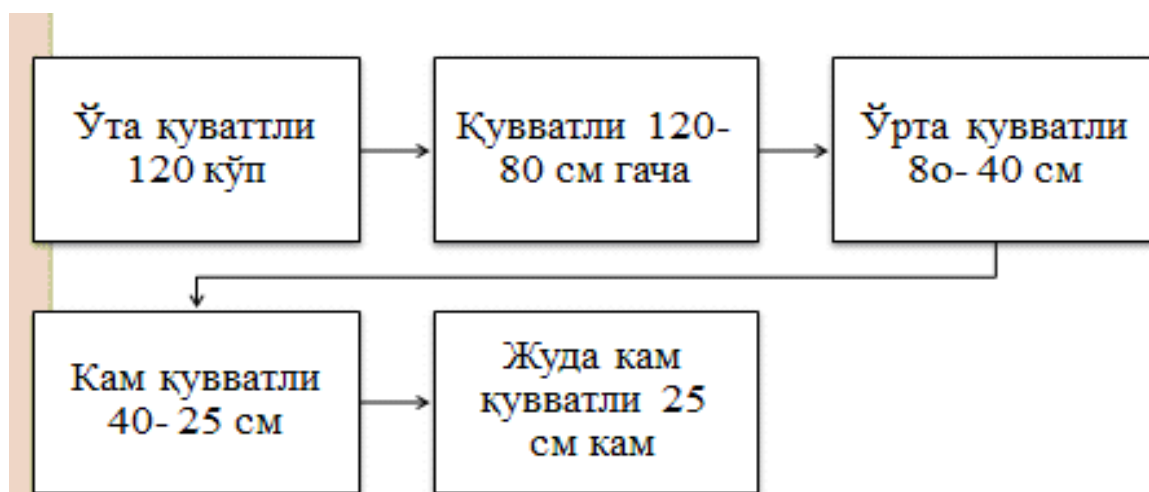 Ўта қуваттли
120 кўп
Қувватли 120-
80 см гача
Ўрта қувватли
8о- 40 см
Кам қувватли
40- 25 см
Жуда кам
қувватли 25
см кам